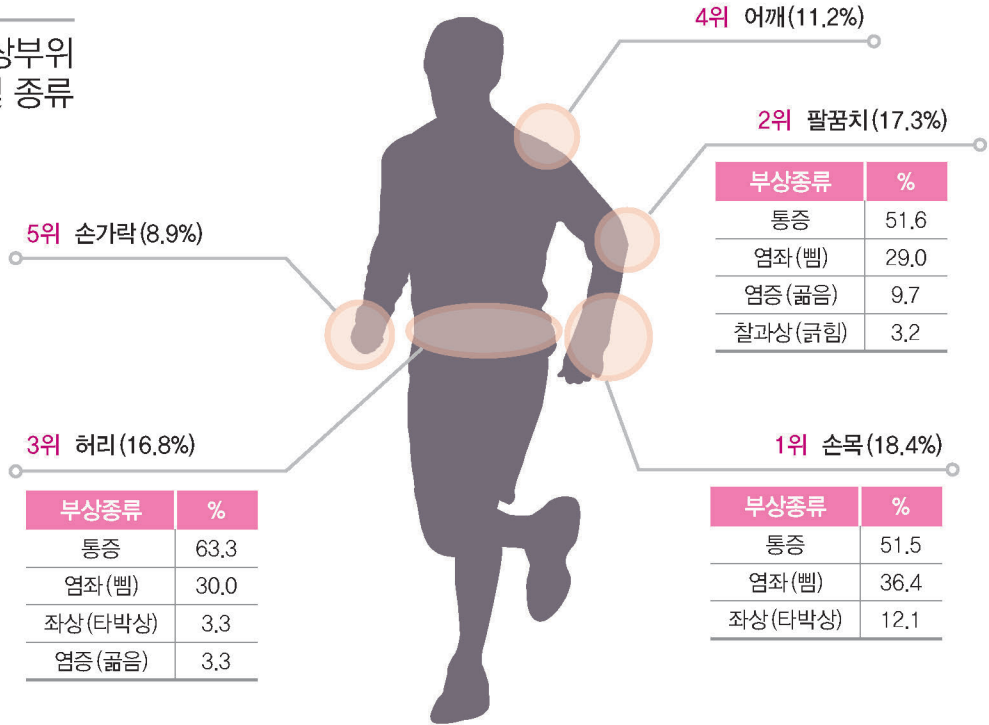 상부위
및 종류
4위 어깨(11.2%)
2위 팔꿈치(17.3%)
부상종류 %
통증 51.6
염좌(삠) 29.0
염증(곪음) 9.7
찰과상(긁힘) 3.2
5위 손가락(8.9%)
3위 허리(16.8%)
부상종류 %
통증 63.3
염좌(삠) 30.0
좌상(타박상) 3.3
염증(곪음) 3.3
1위 손목(18.4%)
부상종류 %
통증 51.5
염좌(삠) 36.4
좌상(타박상) 12.1